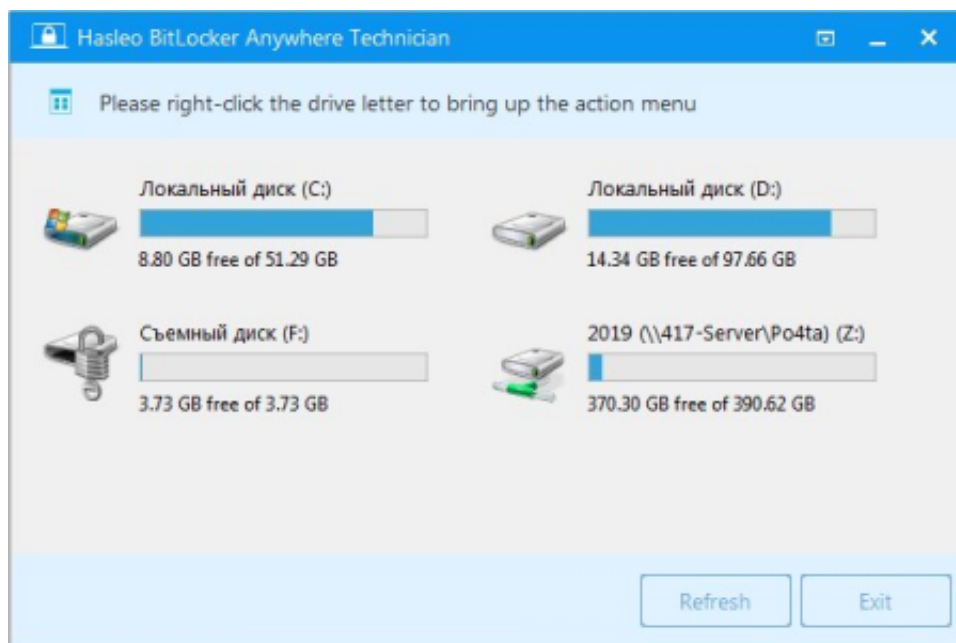 Hasleo BitLocker Anywhere Technician
Please right-click the drive letter to bring up the action menu
Локальный диск (C:)
8.80 GB free of 51.29 GB
Локальный диск (D:)
14.34 GB free of 97.66 GB
Съемный диск (F:)
3.73 GB free of 3.73 GB
2019 (\\417-Server\Po4ta) (Z:)
370.30 GB free of 390.62 GB
Refresh
Exit